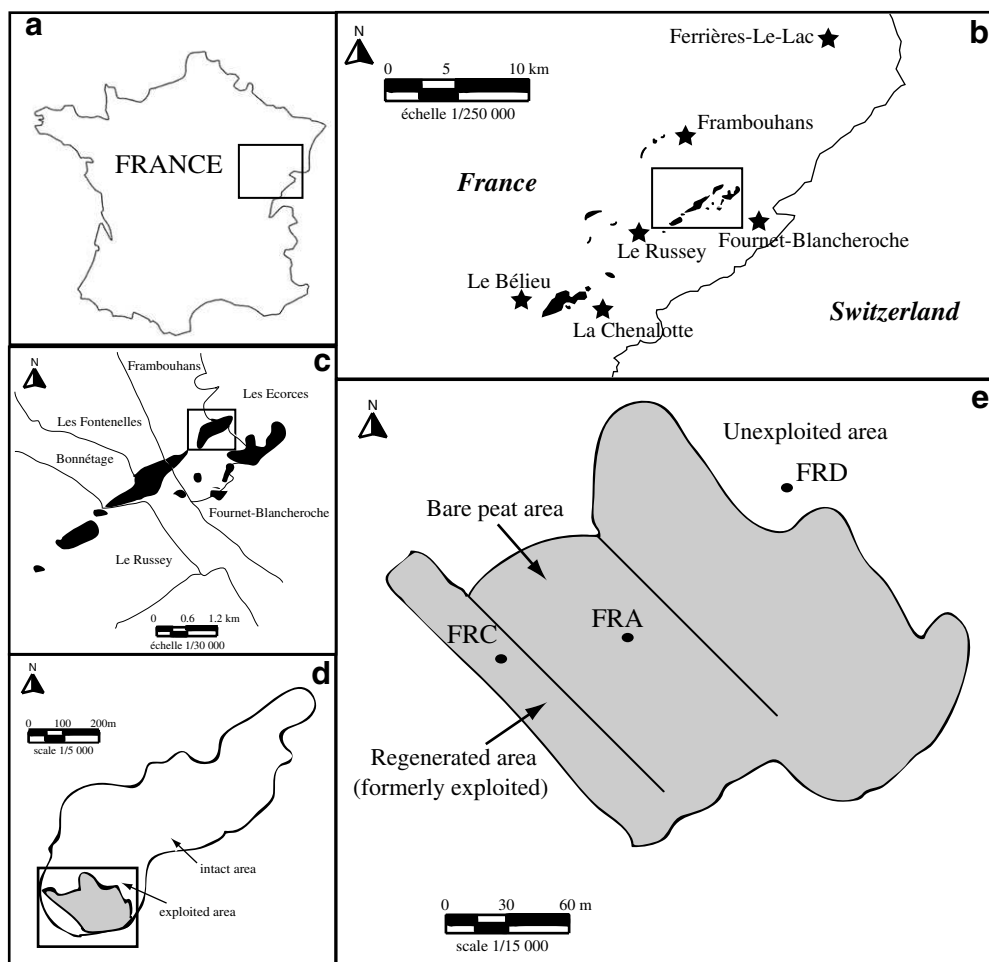 a
FRANCE
b
N
0 5 10 km
échelle 1/250 000
Ferrières-Le-Lac
Frambouhans
France
Le Russey
Fournet-Blancheroche
Le Bélieu
La Chenalotte
Switzerland
c
N
Frambouhans
Les Ecorces
Les Fontenelles
Bonnétage
Fournet-Blancheroche
Le Russey
0 0.6 1.2 km
échelle 1/30 000
d
N
0 100 200m
scale 1/5 000
intact area
exploited area
e
N
Unexploited area
FRD
Bare peat area
FRA
FRC
Regenerated area
(formerly exploited)
0 30 60 m
scale 1/15 000